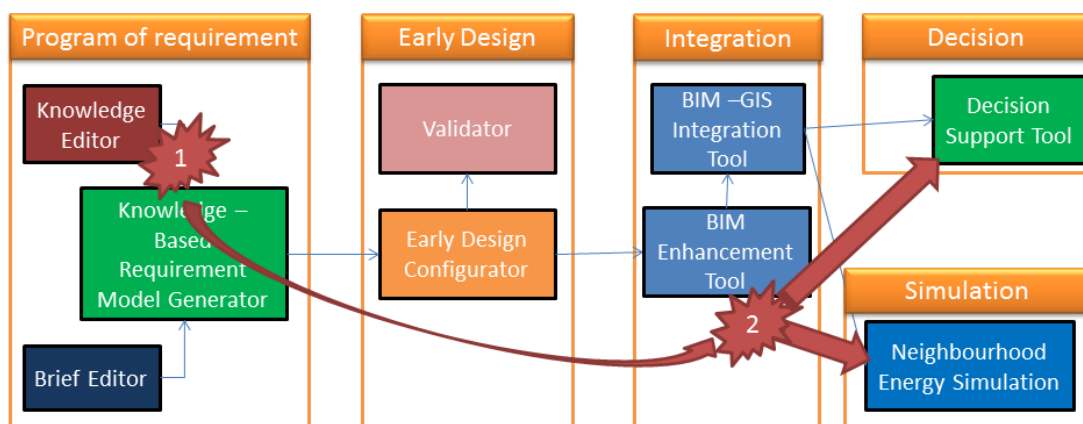 Program of requirement
Knowledge
Editor
1
Knowledge –
Based
Requirement
Model Generator
Brief Editor
Early Design
Validator
Early Design
Configurator
Integration
BIM –GIS
Integration
Tool
BIM
Enhancement
Tool
2
Decision
Decision
Support Tool
Simulation
Neighbourhood
Energy Simulation